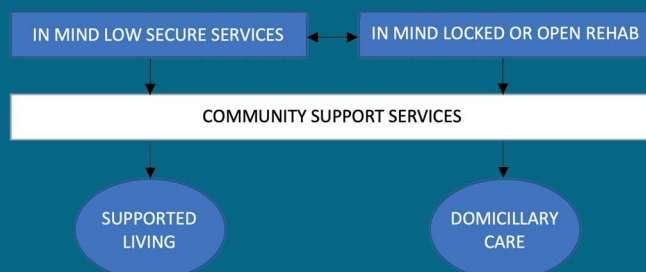 IN MIND LOW SECURE SERVICES
IN MIND LOCKED OR OPEN REHAB
COMMUNITY SUPPORT SERVICES
SUPPORTED
LIVING
DOMICILLARY
CARE